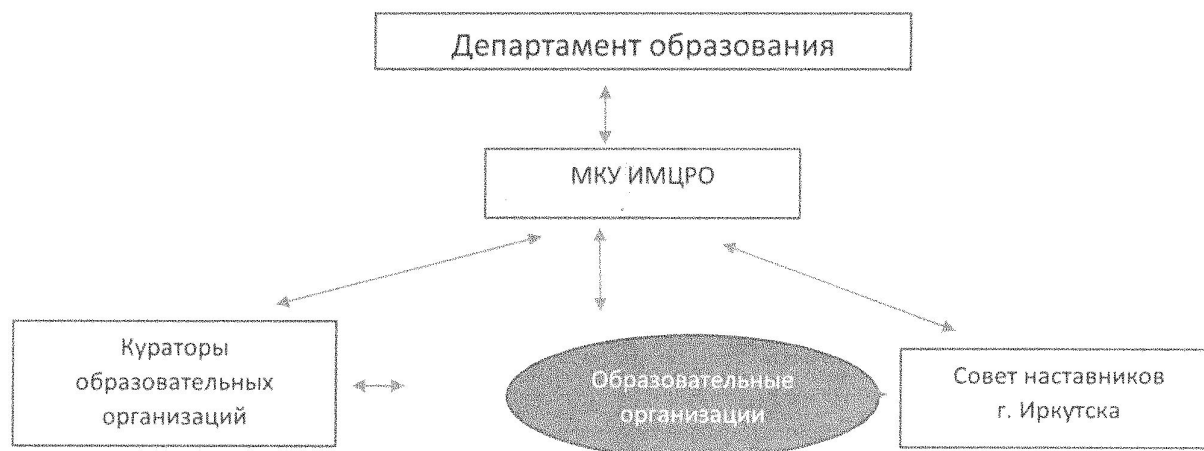 Департамент образования
МКУ ИМЦРО
Кураторы
образовательных
организаций
Образовательные
организации
Совет наставников
г. Иркутска